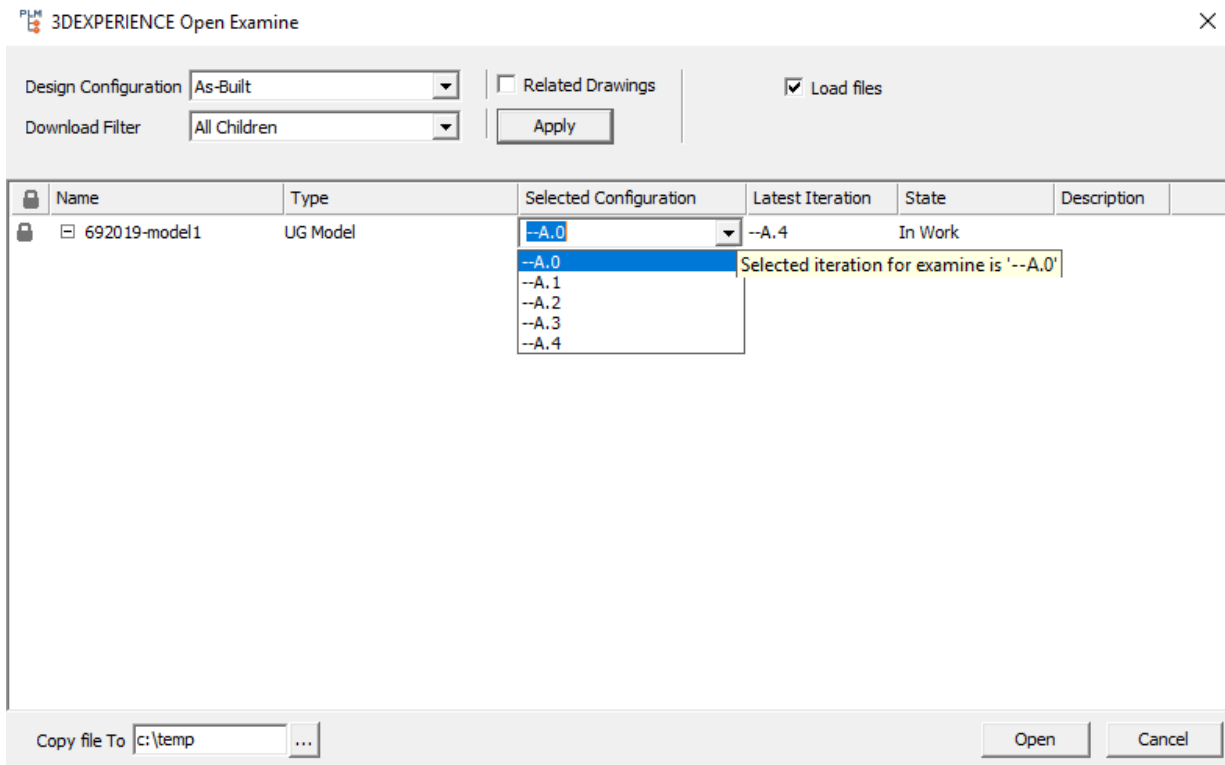 PLM 3DEXPERIENCE Open Examine
Design Configuration As-Built Related Drawings Load files
Download Filter All Children Apply
Name Type Selected Configuration Latest Iteration State Description
692019-model1 UG Model --A.0 --A.4 In Work
--A.0
Selected iteration for examine is '--A.0'
--A.1
--A.2
--A.3
--A.4
Copy file To c:\temp ... Open Cancel